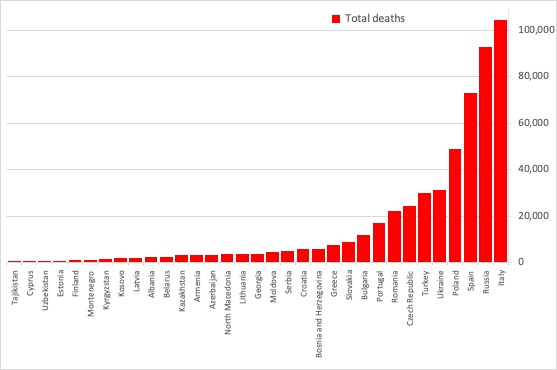 Total deaths
100,000
80,000
60,000
40,000
20,000
0
Tajikistan
Cyprus
Uzbekistan
Estonia
Finland
Montenegro
Kyrgyzstan
Kosovo
Latvia
Albania
Belarus
Kazakhstan
Armenia
Azerbaijan
North Macedonia
Lithuania
Georgia
Moldova
Serbia
Croatia
Bosnia and Herzegovina
Greece
Slovakia
Bulgaria
Portugal
Romania
Czech Republic
Turkey
Ukraine
Poland
Spain
Russia
Italy